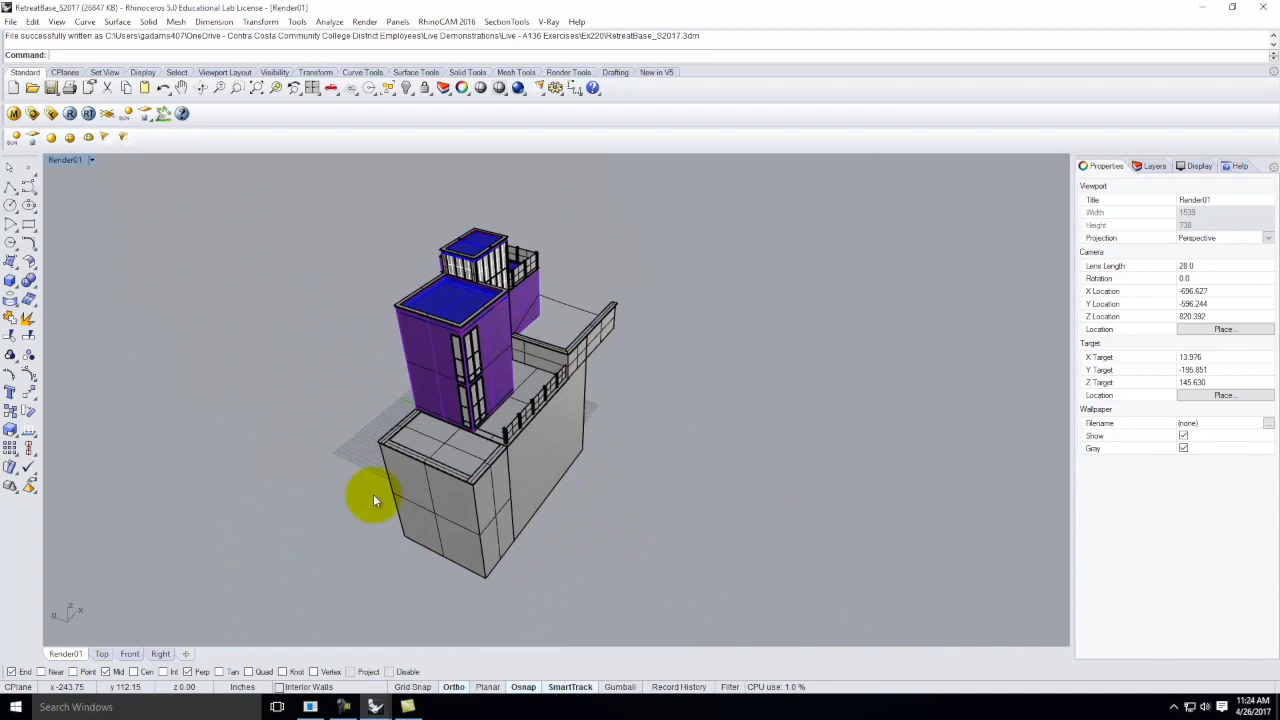 RetreatBase_S2017 (26847 KB) - Rhinoceros 5.0 Educational Lab License - [Render01]
File Edit View Curve Surface Solid Mesh Dimension Transform Tools Analyze Render Panels RhinoCAM 2016 SectionTools V-Ray Help
File successfully written as C:\Users\gadams407\OneDrive - Contra Costa Community College District Employees\Live Demonstrations\Live - A136 Exercises\Ex220\RetreatBase_S2017.3dm
Command:
Standard CPlanes Set View Display Select Viewport Layout Visibility Transform Curve Tools Surface Tools Solid Tools Mesh Tools Render Tools Drafting New in V5
M R RT SUN
SUN
Render01
Properties Layers Display Help
Viewport
Title Render01
Width 1539
Height 738
Projection Perspective
Camera
Lens Length 28.0
Rotation 0.0
X Location -696.627
Y Location -596.244
Z Location 820.392
Location Place...
Target
X Target 13.976
Y Target -195.851
Z Target 145.630
Location Place...
Wallpaper
Filename (none) ...
Show
Gray
z
y x
Render01 Top Front Right
End Near Point Mid Cen Int Perp Tan Quad Knot Vertex Project Disable
CPlane x -243.75 y 112.15 z 0.00 Inches Interior Walls Grid Snap Ortho Planar Osnap SmartTrack Gumball Record History Filter CPU use: 1.0 %
Search Windows
11:24 AM
4/26/2017